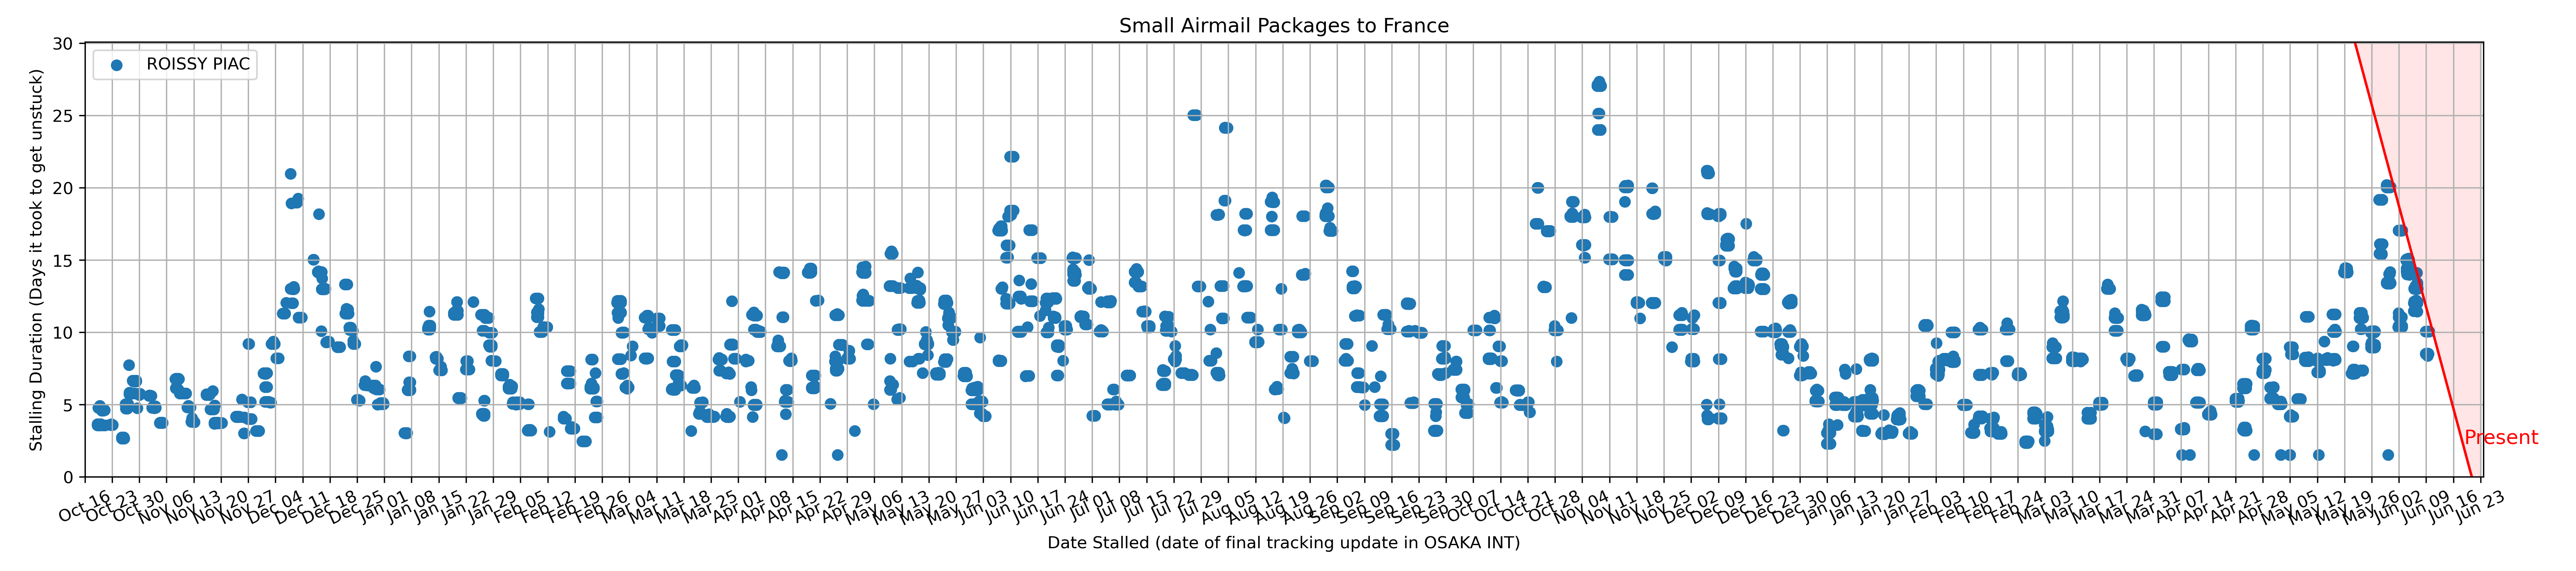 Small Airmail Packages to France
ROISSY PIAC
Stalling Duration (Days it took to get unstuck)
30
25
20
15
10
5
0
Present
Oct 16
Oct 23
Oct 30
Nov 06
Nov 13
Nov 20
Nov 27
Dec 04
Dec 11
Dec 18
Dec 25
Jan 01
Jan 08
Jan 15
Jan 22
Jan 29
Feb 05
Feb 12
Feb 19
Feb 26
Mar 04
Mar 11
Mar 18
Mar 25
Apr 01
Apr 08
Apr 15
Apr 22
Apr 29
May 06
May 13
May 20
May 27
Jun 03
Jun 10
Jun 17
Jun 24
Jul 01
Jul 08
Jul 15
Jul 22
Jul 29
Aug 05
Aug 12
Aug 19
Aug 26
Sep 02
Sep 09
Sep 16
Sep 23
Sep 30
Oct 07
Oct 14
Oct 21
Oct 28
Nov 04
Nov 11
Nov 18
Nov 25
Dec 02
Dec 09
Dec 16
Dec 23
Dec 30
Jan 06
Jan 13
Jan 20
Jan 27
Feb 03
Feb 10
Feb 17
Feb 24
Mar 03
Mar 10
Mar 17
Mar 24
Mar 31
Apr 07
Apr 14
Apr 21
Apr 28
May 05
May 12
May 19
May 26
Jun 02
Jun 09
Jun 16
Jun 23
Date Stalled (date of final tracking update in OSAKA INT)